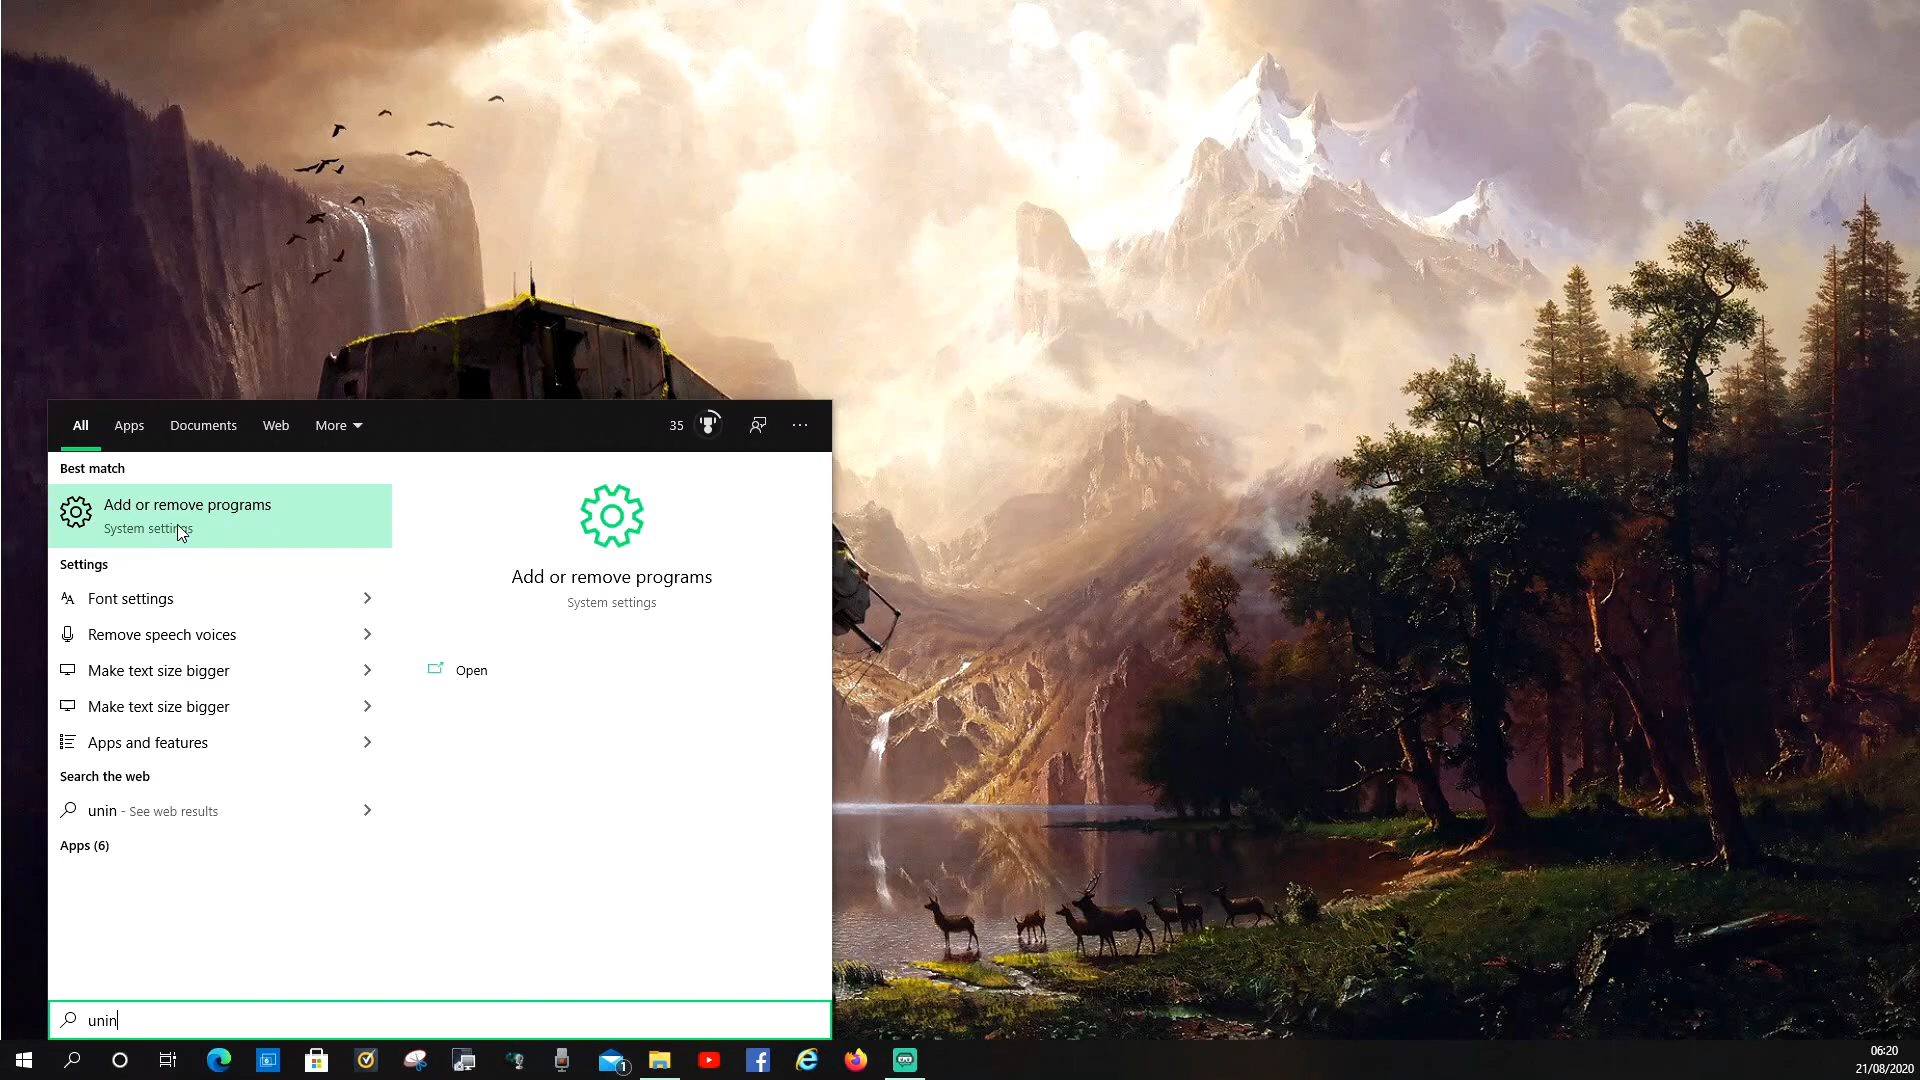 All Apps Documents Web More 35
Best match
Add or remove programs
System settings
Settings
Font settings
Remove speech voices
Make text size bigger
Make text size bigger
Apps and features
Search the web
unin - See web results
Apps (6)
Add or remove programs
System settings
Open
unin
1
06:20
21/08/2020